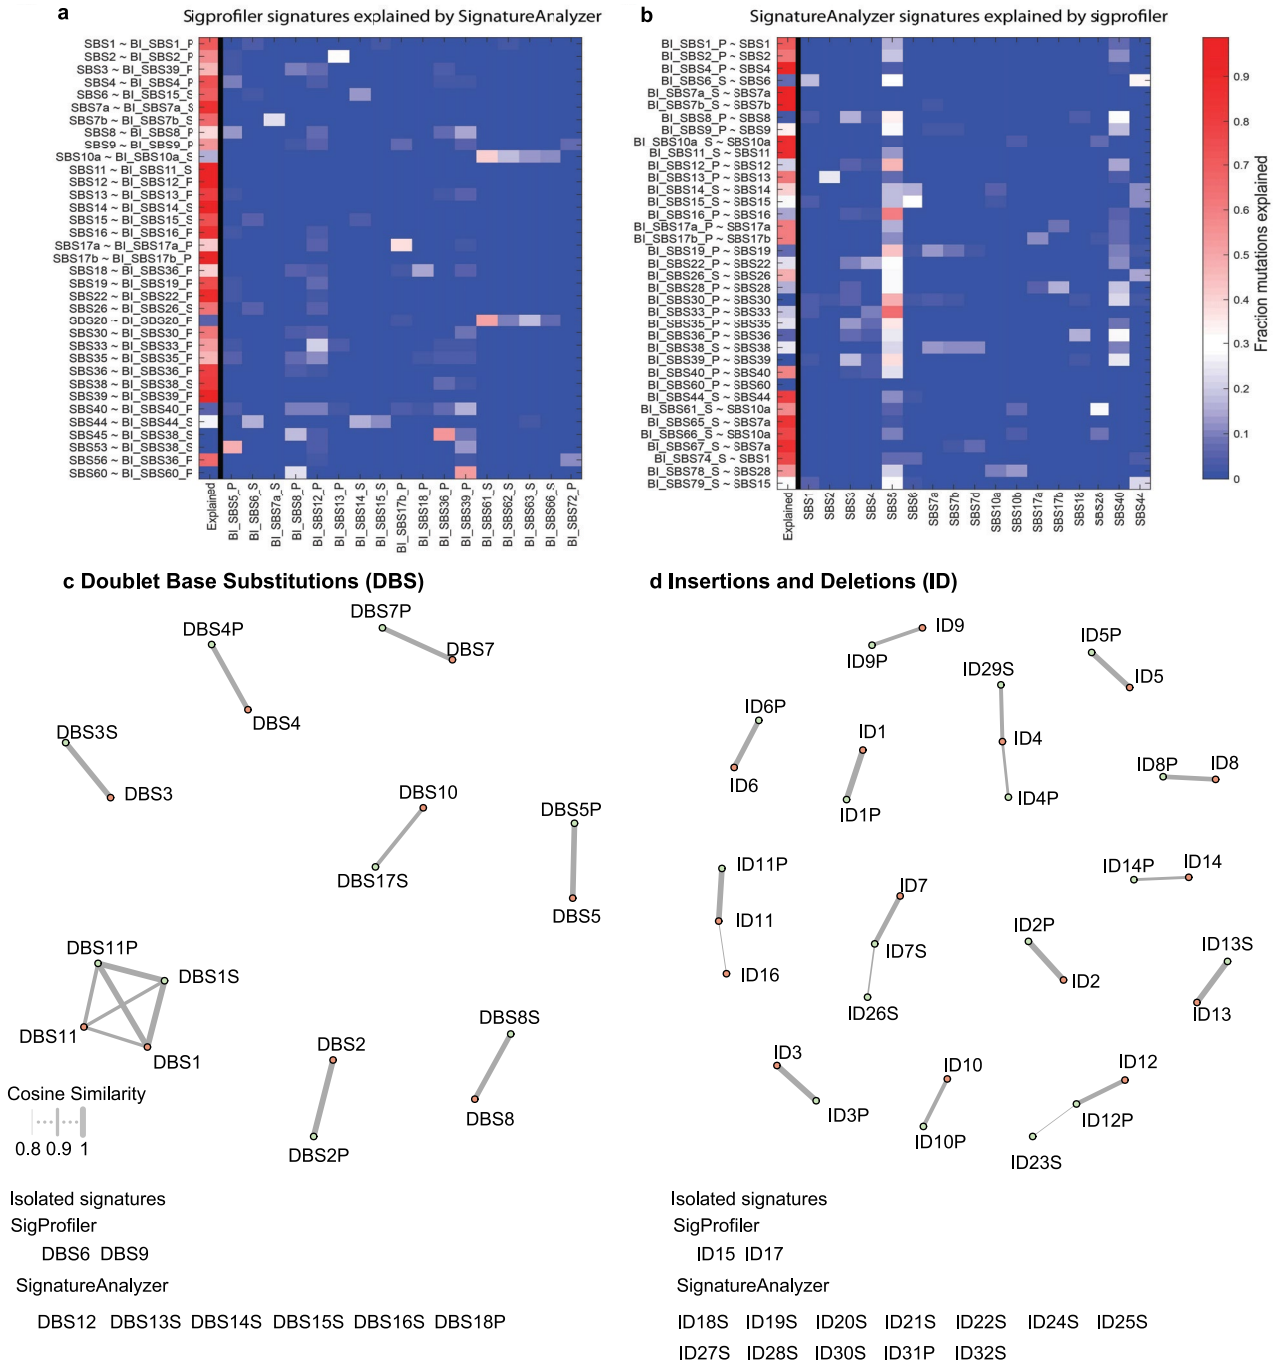 a
Sigprofiler signatures explained by SignatureAnalyzer
SBS1 ~ BI_SBS1_P
SBS2 ~ BI_SBS2_P
SBS3 ~ BI_SBS39_P
SBS4 ~ BI_SBS4_P
SBS6 ~ BI_SBS15_S
SBS7a ~ BI_SBS7a_S
SBS7b ~ BI_SBS7b_S
SBS8 ~ BI_SBS8_P
SBS9 ~ BI_SBS9_P
SBS10a ~ BI_SBS10a_S
SBS11 ~ BI_SBS11_S
SBS12 ~ BI_SBS12_P
SBS13 ~ BI_SBS13_P
SBS14 ~ BI_SBS14_S
SBS15 ~ BI_SBS15_S
SBS16 ~ BI_SBS16_P
SBS17a ~ BI_SBS17a_P
SBS17b ~ BI_SBS17b_P
SBS18 ~ BI_SBS36_P
SBS19 ~ BI_SBS19_P
SBS22 ~ BI_SBS22_P
SBS26 ~ BI_SBS26_S
SBS30 ~ BI_SBS30_P
SBS33 ~ BI_SBS33_P
SBS35 ~ BI_SBS35_P
SBS36 ~ BI_SBS36_P
SBS38 ~ BI_SBS38_S
SBS39 ~ BI_SBS39_P
SBS40 ~ BI_SBS40_P
SBS44 ~ BI_SBS44_S
SBS45 ~ BI_SBS38_S
SBS53 ~ BI_SBS38_S
SBS56 ~ BI_SBS36_P
SBS60 ~ BI_SBS60_P
Explained
BI_SBS5_P
BI_SBS6_S
BI_SBS7a_S
BI_SBS8_P
BI_SBS12_P
BI_SBS13_P
BI_SBS14_S
BI_SBS15_S
BI_SBS17b_P
BI_SBS18_P
BI_SBS36_P
BI_SBS39_P
BI_SBS61_S
BI_SBS62_S
BI_SBS63_S
BI_SBS66_S
BI_SBS72_P
b
SignatureAnalyzer signatures explained by sigprofiler
BI_SBS1_P ~ SBS1
BI_SBS2_P ~ SBS2
BI_SBS4_P ~ SBS4
BI_SBS6_S ~ SBS6
BI_SBS7a_S ~ SBS7a
BI_SBS7b_S ~ SBS7b
BI_SBS8_P ~ SBS8
BI_SBS9_P ~ SBS9
BI_SBS10a_S ~ SBS10a
BI_SBS11_S ~ SBS11
BI_SBS12_P ~ SBS12
BI_SBS13_P ~ SBS13
BI_SBS14_S ~ SBS14
BI_SBS15_S ~ SBS15
BI_SBS16_P ~ SBS16
BI_SBS17a_P ~ SBS17a
BI_SBS17b_P ~ SBS17b
BI_SBS19_P ~ SBS19
BI_SBS22_P ~ SBS22
BI_SBS26_S ~ SBS26
BI_SBS28_P ~ SBS28
BI_SBS30_P ~ SBS30
BI_SBS33_P ~ SBS33
BI_SBS35_P ~ SBS35
BI_SBS36_P ~ SBS36
BI_SBS38_S ~ SBS38
BI_SBS39_P ~ SBS39
BI_SBS40_P ~ SBS40
BI_SBS60_P ~ SBS60
BI_SBS44_S ~ SBS44
BI_SBS61_S ~ SBS10a
BI_SBS65_S ~ SBS7a
BI_SBS66_S ~ SBS10a
BI_SBS67_S ~ SBS7a
BI_SBS74_S ~ SBS1
BI_SBS78_S ~ SBS28
BI_SBS79_S ~ SBS15
Explained
SBS1
SBS2
SBS3
SBS4
SBS5
SBS6
SBS7a
SBS7b
SBS7d
SBS10a
SBS10b
SBS17a
SBS17b
SBS18
SBS28
SBS40
SBS44
0.9
0.8
0.7
0.6
0.5
0.4
0.3
0.2
0.1
0
Fraction mutations explained
c Doublet Base Substitutions (DBS)
DBS7P
DBS4P
DBS7
DBS4
DBS3S
DBS3
DBS10
DBS5P
DBS17S
DBS5
DBS11P
DBS1S
DBS11
DBS1
DBS8S
DBS2
DBS8
DBS2P
Cosine Similarity
0.8 0.9 1
Isolated signatures
SigProfiler
DBS6 DBS9
SignatureAnalyzer
DBS12 DBS13S DBS14S DBS15S DBS16S DBS18P
d Insertions and Deletions (ID)
ID9
ID9P
ID5P
ID29S
ID5
ID6P
ID1
ID4
ID8P
ID8
ID6
ID1P
ID4P
ID11P
ID14P
ID14
ID7
ID11
ID2P
ID7S
ID13S
ID16
ID2
ID26S
ID13
ID3
ID10
ID12
ID3P
ID10P
ID12P
ID23S
Isolated signatures
SigProfiler
ID15 ID17
SignatureAnalyzer
ID18S ID19S ID20S ID21S ID22S ID24S ID25S
ID27S ID28S ID30S ID31P ID32S